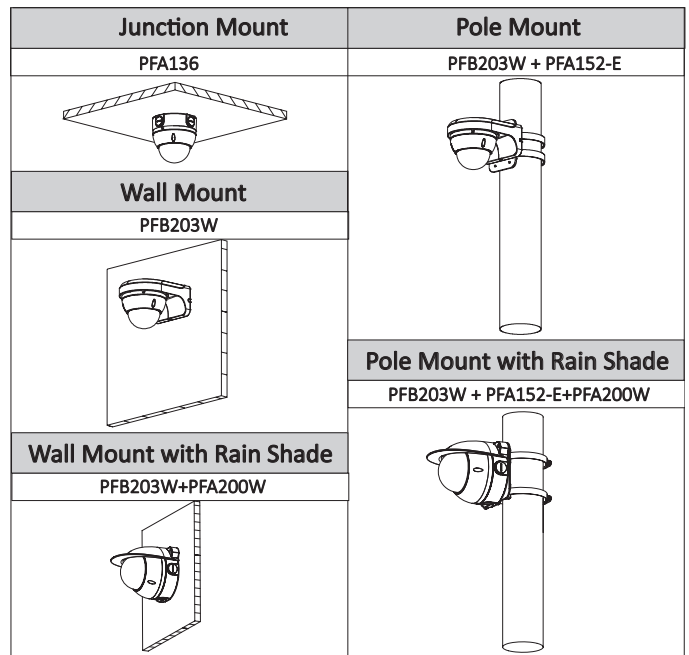 Junction Mount
PFA136
Wall Mount
PFB203W
Wall Mount with Rain Shade
PFB203W+PFA200W
Pole Mount
PFB203W + PFA152-E
Pole Mount with Rain Shade
PFB203W + PFA152-E+PFA200W